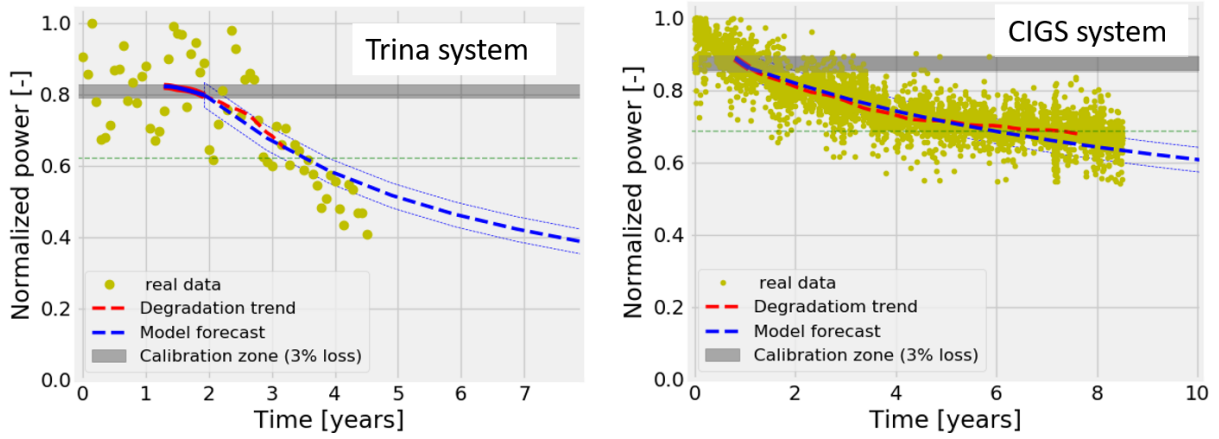 Trina system
Normalized power [-]
1.0
0.8
0.6
0.4
0.2
0.0
real data
Degradation trend
Model forecast
Calibration zone (3% loss)
0 1 2 3 4 5 6 7
Time [years]
CIGS system
Normalized power [-]
1.0
0.8
0.6
0.4
0.2
0.0
real data
Degradatiom trend
Model forecast
Calibration zone (3% loss)
0 2 4 6 8 10
Time [years]